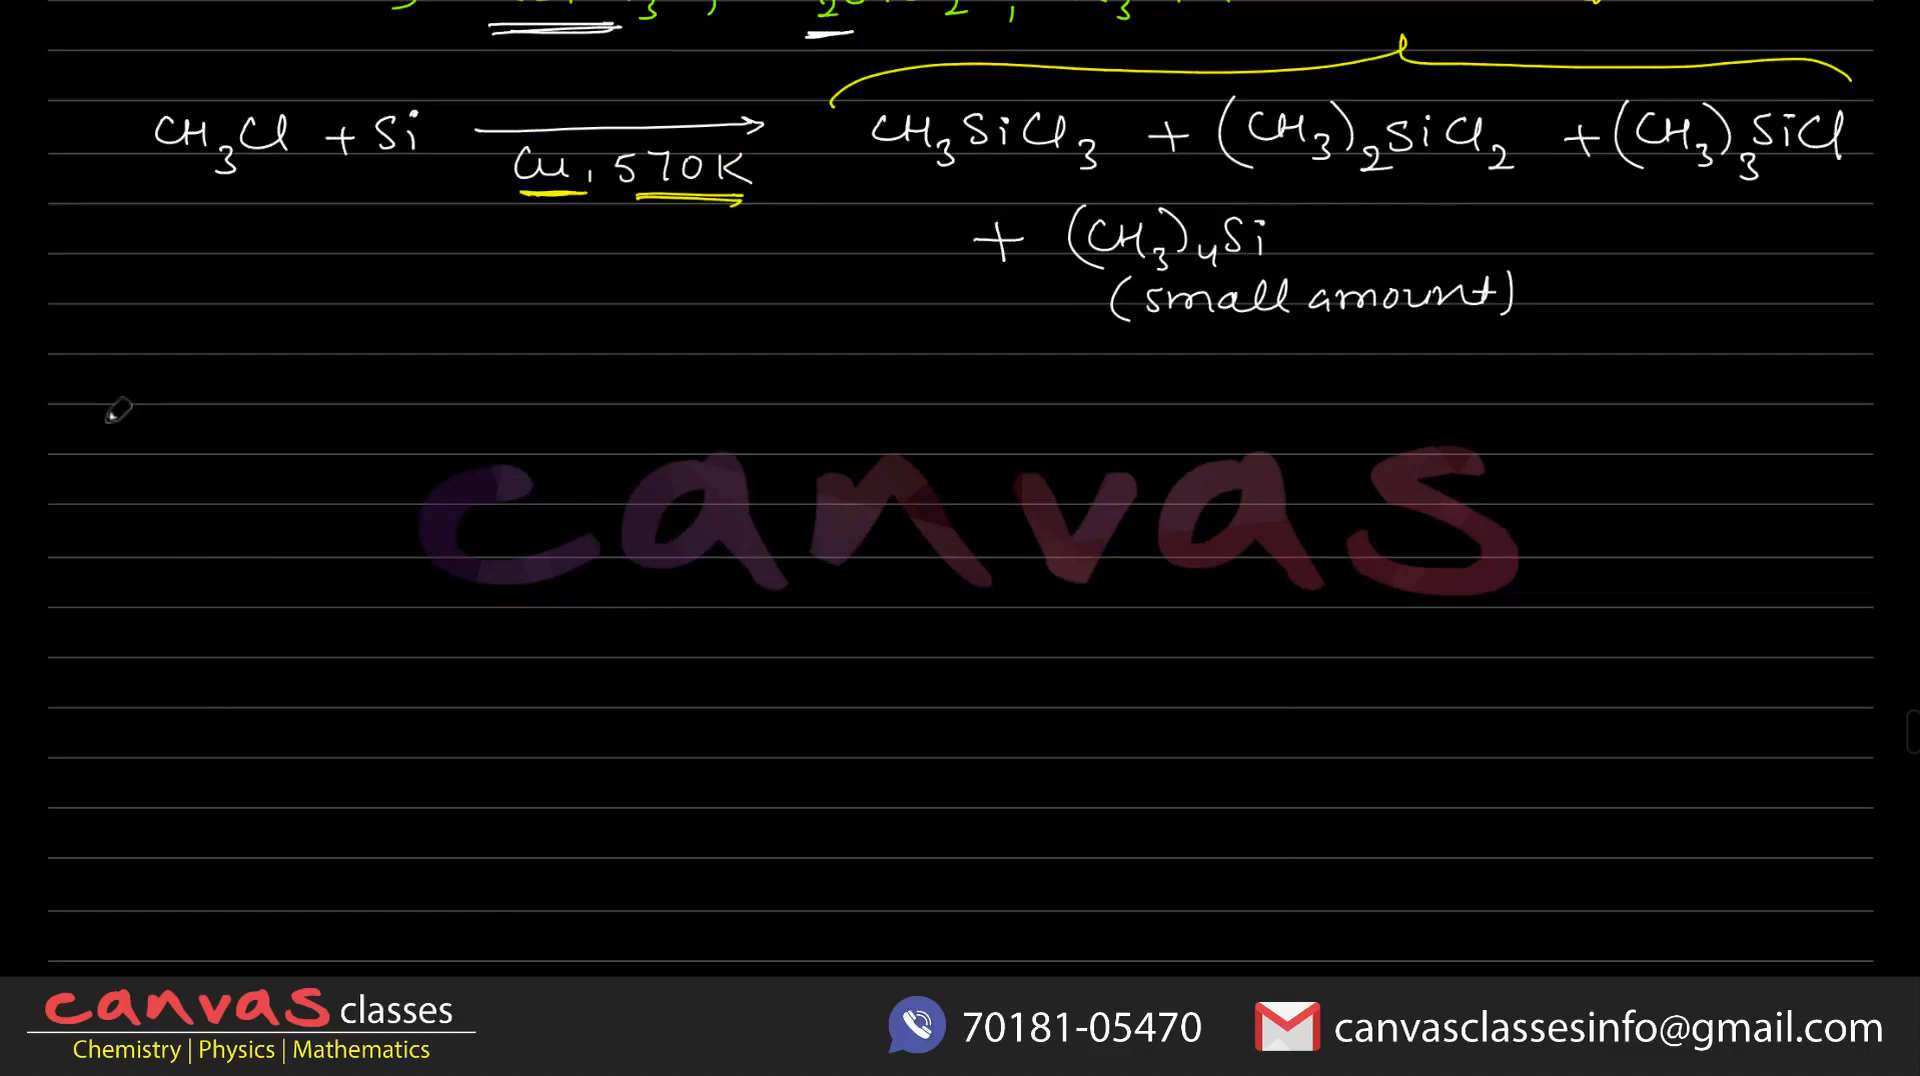 CH₃Cl + Si → CH₃SiCl₃ + (CH₃)₂SiCl₂ + (CH₃)₃SiCl
Cu, 570K
+ (CH₃)₄Si
(small amount)
canvas
canvas classes
Chemistry | Physics | Mathematics
70181-05470
canvasclassesinfo@gmail.com